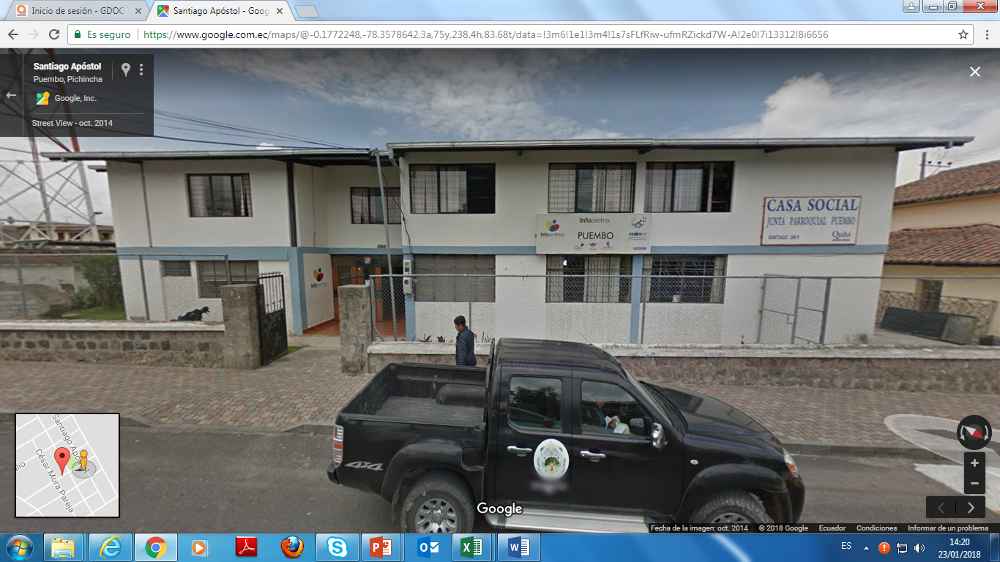 Inicio de sesión - GDOC
Santiago Apóstol - Goog
Es seguro
https://www.google.com.ec/maps/@-0.1772248,-78.3578642,3a,75y,238.4h,83.68t/data=!3m6!1e1!3m4!1s7sFLfRiw-ufmRZickd7W-A!2e0!7i13312!8i6656
Santiago Apóstol
Puembo, Pichincha
Google, Inc.
Street View - oct. 2014
Infocentro
Infocentros
PUEMBO
mintel
CASA SOCIAL
JUNTA PARROQUIAL PUEMBO
SANTIAGO 361
Quito
4x4
Santiago Apóstol
César Mora Pareja
Google
Fecha de la imagen: oct. 2014
© 2018 Google
Ecuador
Condiciones
Informar de un problema
ES
14:20
23/01/2018